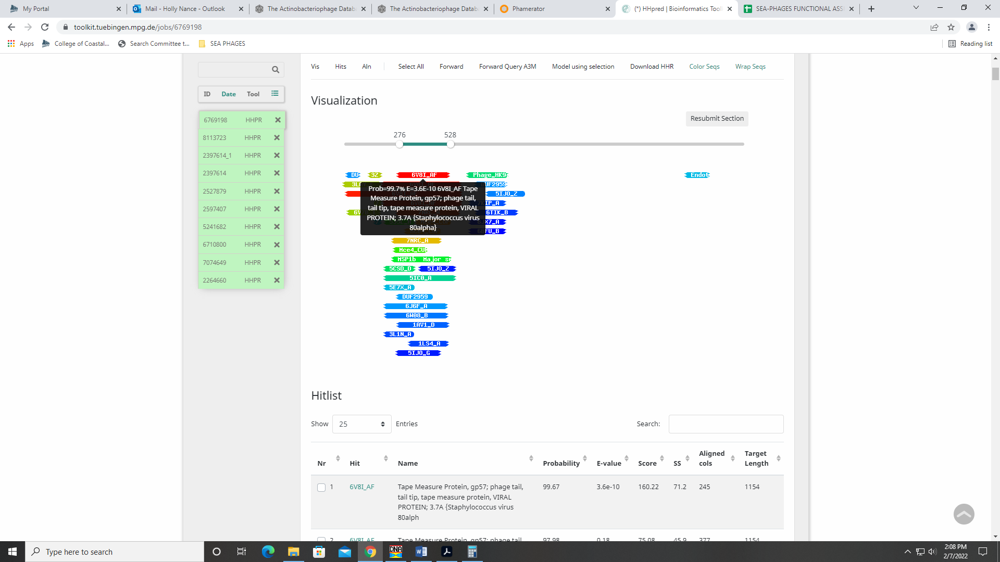 My Portal
Mail - Holly Nance - Outlook
The Actinobacteriophage Datab
The Actinobacteriophage Datab
Phamerator
(*) HHpred | Bioinformatics Tool
SEA-PHAGES FUNCTIONAL ASS
toolkit.tuebingen.mpg.de/jobs/6769198
Apps
College of Coastal...
Search Committee t...
SEA PHAGES
Reading list
Vis Hits Aln Select All Forward Forward Query A3M Model using selection Download HHR Color Seqs Wrap Seqs
ID Date Tool
6769198 HHPR
8113723 HHPR
2397614_1 HHPR
2397614 HHPR
2527879 HHPR
2597407 HHPR
5241682 HHPR
6710800 HHPR
7074649 HHPR
2264660 HHPR
Visualization
Resubmit Section
276 528
DU 3Z 6V8I_AF Phage_HK9 Endot
3L DUF2959
5IJO_Z
IP_A
6V 6TIK_B
X7_A
FU_B
Prob=99.7% E=3.6E-10 6V8I_AF Tape
Measure Protein, gp57; phage tail,
tail tip, tape measure protein, VIRAL
PROTEIN; 3.7A {Staphylococcus virus
80alpha}
7NRC_A
Mce4_CU
MSP1b Major s
5CSD_D 5IJO_Z
5IC0_A
5E7X_A
DUF2959
6J6F_A
6W08_B
1AV1_D
3L1N_A
1LS4_A
5IJO_G
Hitlist
Show 25 Entries
Search:
Nr Hit Name Probability E-value Score SS Aligned cols Target Length
1 6V8I_AF Tape Measure Protein, gp57; phage tail, 99.67 3.6e-10 160.22 71.2 245 1154
tail tip, tape measure protein, VIRAL
PROTEIN; 3.7A {Staphylococcus virus
80alph
2 6V8I_AF Tape Measure Protein, gp57; phage tail, 97.98 0.18 75.08 45.9 377 1154
Type here to search
DNA
2:08 PM
2/7/2022